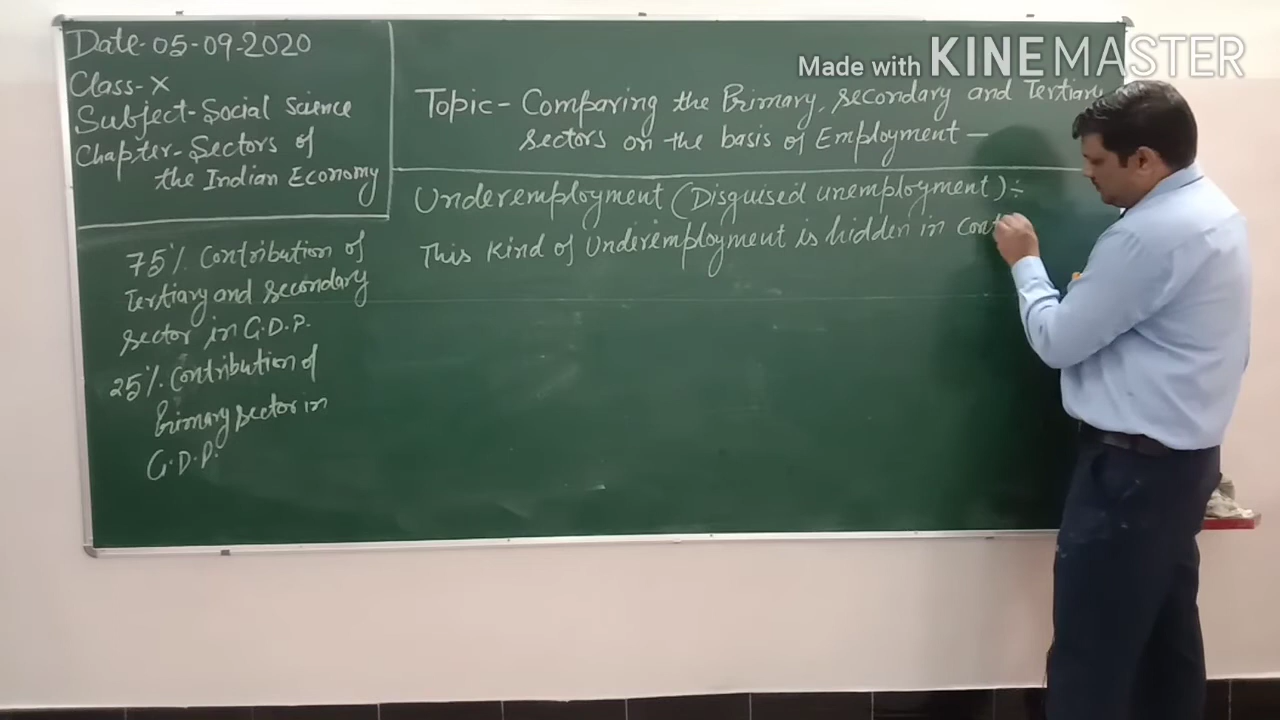 Date-05-09-2020
Class-X
Subject-Social Science
Chapter-Sectors of
the Indian Economy
75% Contribution of
Tertiary and secondary
sector in G.D.P.
25% Contribution of
Primary sector in
G.D.P.
Made with KINEMASTER
Topic- Comparing the Primary, secondary and Tertiary
sectors on the basis of Employment —
Underemployment (Disguised unemployment) ÷
This Kind of Underemployment is hidden in cont